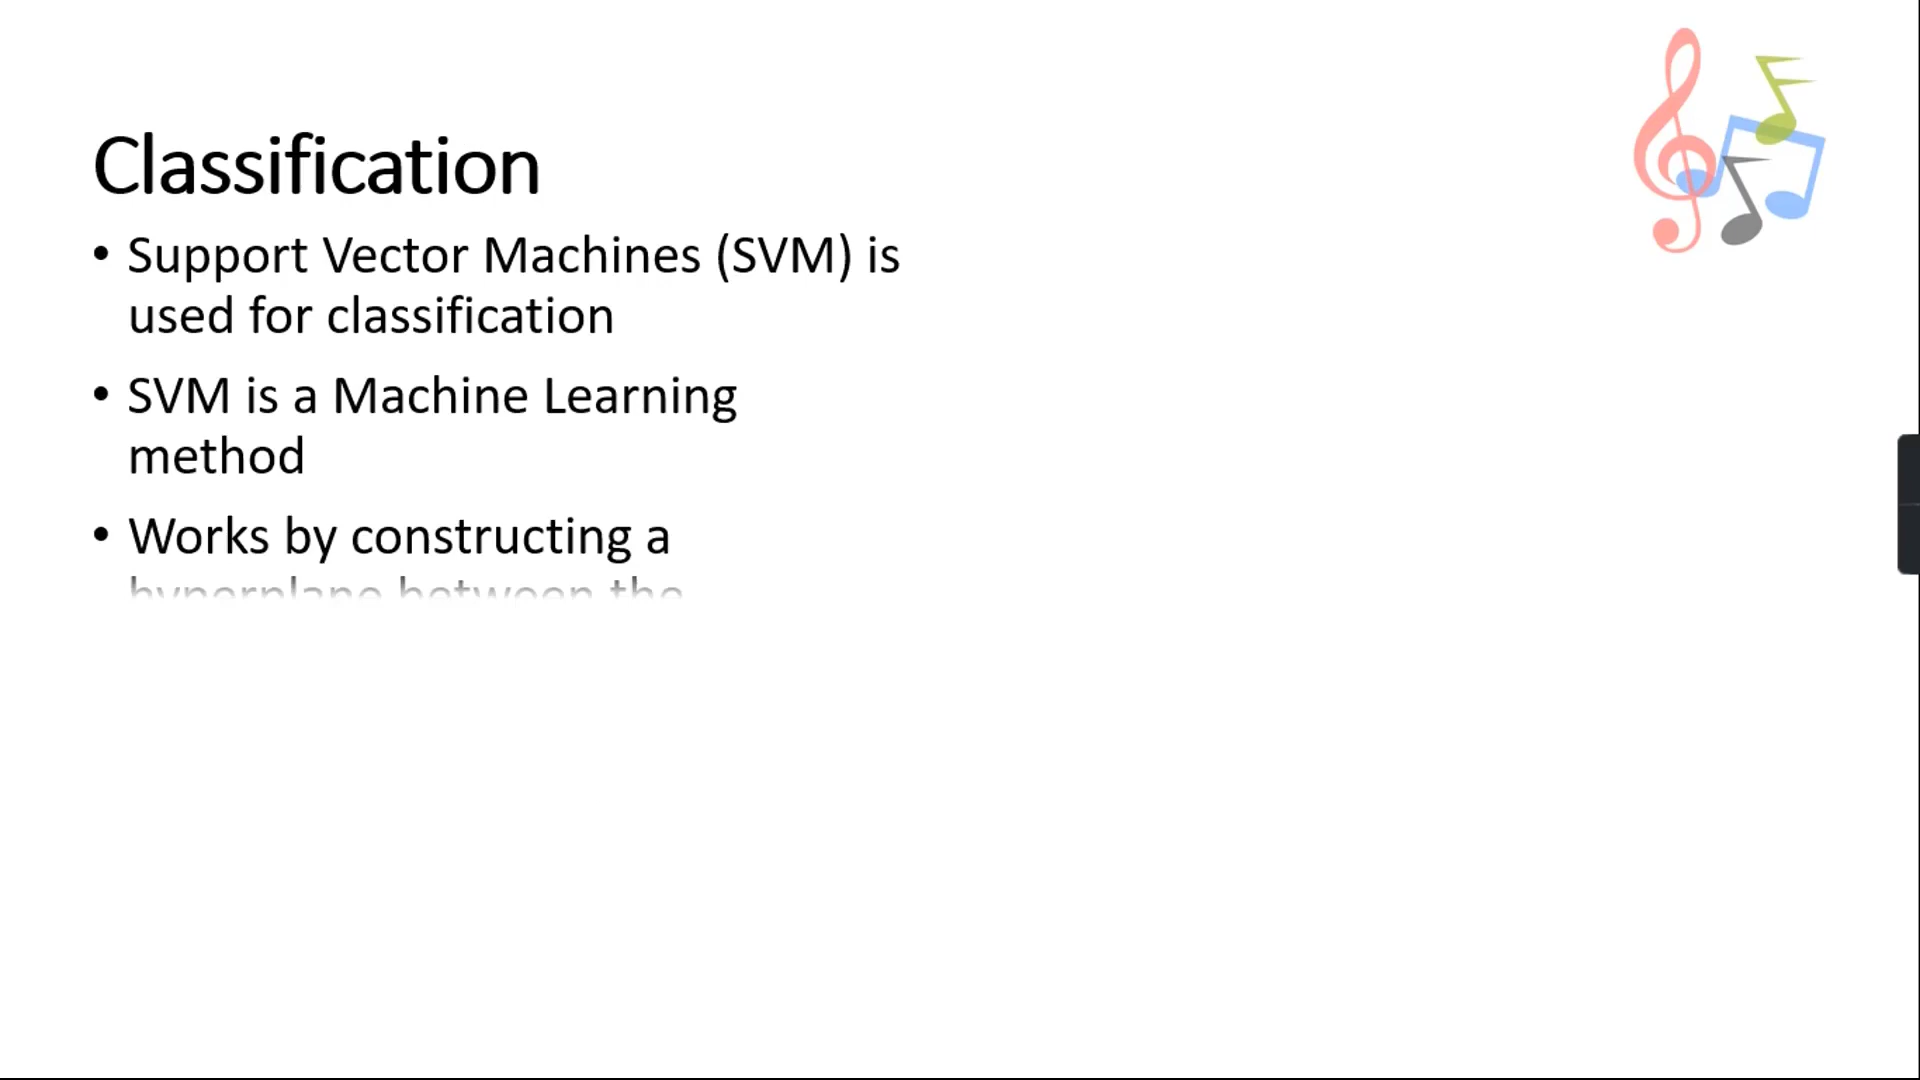 Classification
• Support Vector Machines (SVM) is
used for classification
• SVM is a Machine Learning
method
• Works by constructing a
hyperplane between the